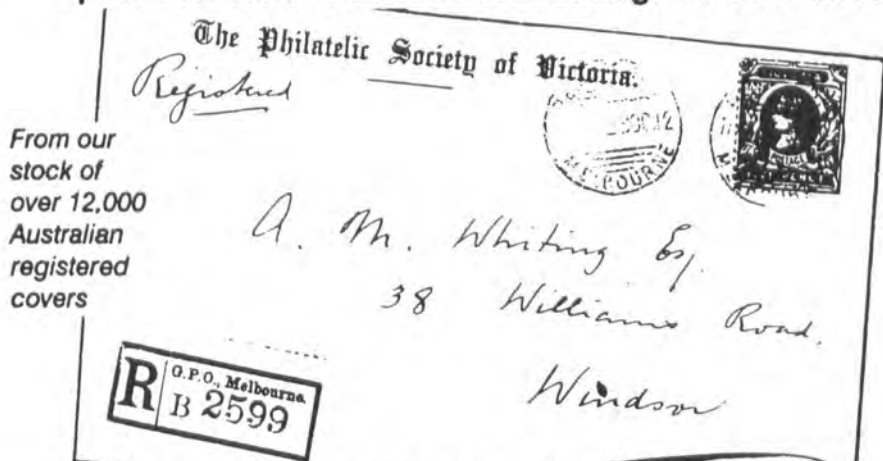 The Philatelic Society of Victoria.
Registered
From our
stock of
over 12,000
Australian
registered
covers
MELBOURNE
A. M. Whiting Esq.
38 Williams Road.
Windsor
R
G.P.O., Melbourne.
B 2599